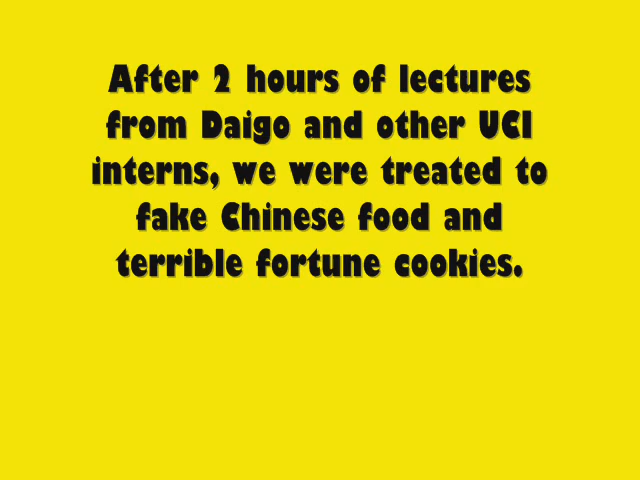 After 2 hours of lectures
from Daigo and other UCI
interns, we were treated to
fake Chinese food and
terrible fortune cookies.